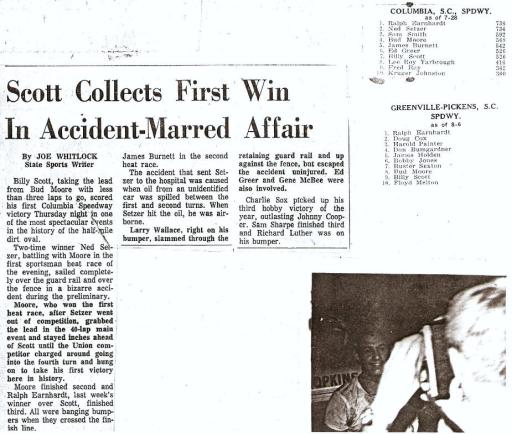 Scott Collects First Win
In Accident-Marred Affair
By JOE WHITLOCK
State Sports Writer
Billy Scott, taking the lead
from Bud Moore with less
than three laps to go, scored
his first Columbia Speedway
victory Thursday night in one
of the most spectacular events
in the history of the half-mile
dirt oval.
Two-time winner Ned Set-
zer, battling with Moore in the
first sportsman heat race of
the evening, sailed complete-
ly over the guard rail and over
the fence in a bizarre acci-
dent during the preliminary.
Moore, who won the first
heat race, after Setzer went
out of competition, grabbed
the lead in the 40-lap main
event and stayed inches ahead
of Scott until the Union com-
petitor charged around going
into the fourth turn and hung
on to take his first victory
here in history.
Moore finished second and
Ralph Earnhardt, last week's
winner over Scott, finished
third. All were banging bump-
ers when they crossed the fin-
ish line.
James Burnett in the second
heat race.
The accident that sent Set-
zer to the hospital was caused
when oil from an unidentified
car was spilled between the
first and second turns. When
Setzer hit the oil, he was air-
borne.
Larry Wallace, right on his
bumper, slammed through the
retaining guard rail and up
against the fence, but escaped
the accident uninjured. Ed
Greer and Gene McBee were
also involved.
Charlie Sox picked up his
third hobby victory of the
year, outlasting Johnny Coop-
er. Sam Sharpe finished third
and Richard Luther was on
his bumper.
COLUMBIA, S.C., SPDWY.
as of 7-28
1. Ralph Earnhardt
2. Ned Setzer
3. Sam Smith
4. Bud Moore
5. James Burnett
6. Ed Greer
7. Billy Scott
8. Lee Roy Yarbrough
9. Fred Roy
10. Kruger Johnston
GREENVILLE-PICKENS, S.C.
SPDWY.
as of 8-6
1. Ralph Earnhardt
2. Doug Cox
3. Harold Painter
4. Don Bumgardner
5. James Holden
6. Bobby Jones
7. Buster Sexton
8. Bud Moore
9. Billy Scott
10. Floyd Melton
OPKINS